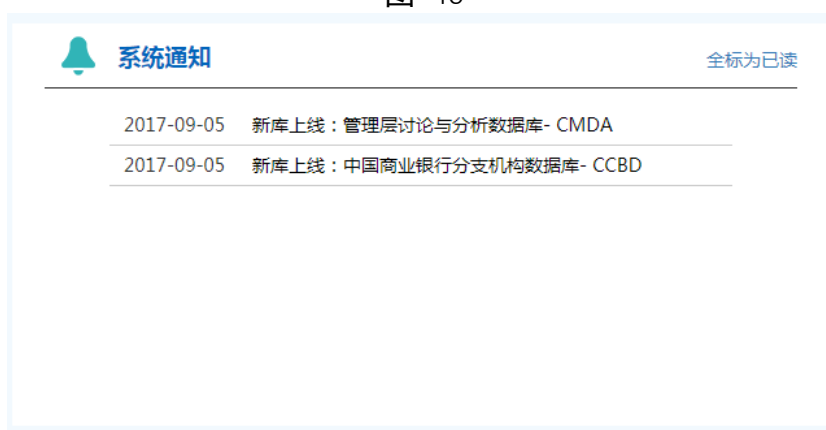 系统通知 全标为已读
2017-09-05 新库上线：管理层讨论与分析数据库- CMDA
2017-09-05 新库上线：中国商业银行分支机构数据库- CCBD